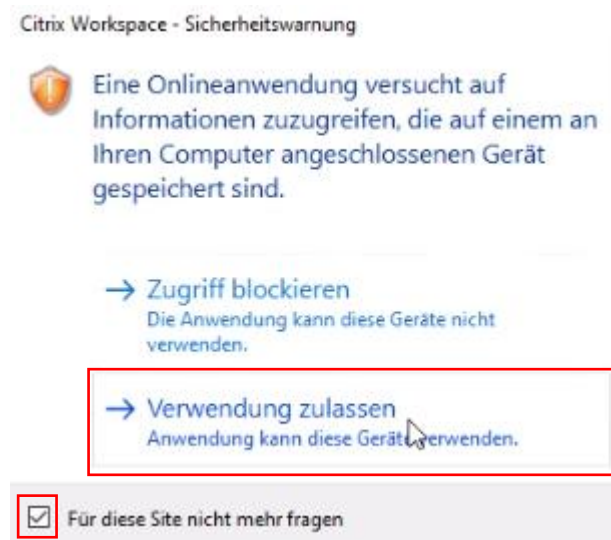 Citrix Workspace - Sicherheitswarnung
Eine Onlineanwendung versucht auf
Informationen zuzugreifen, die auf einem an
Ihren Computer angeschlossenen Gerät
gespeichert sind.
→ Zugriff blockieren
Die Anwendung kann diese Geräte nicht
verwenden.
→ Verwendung zulassen
Anwendung kann diese Geräte verwenden.
Für diese Site nicht mehr fragen